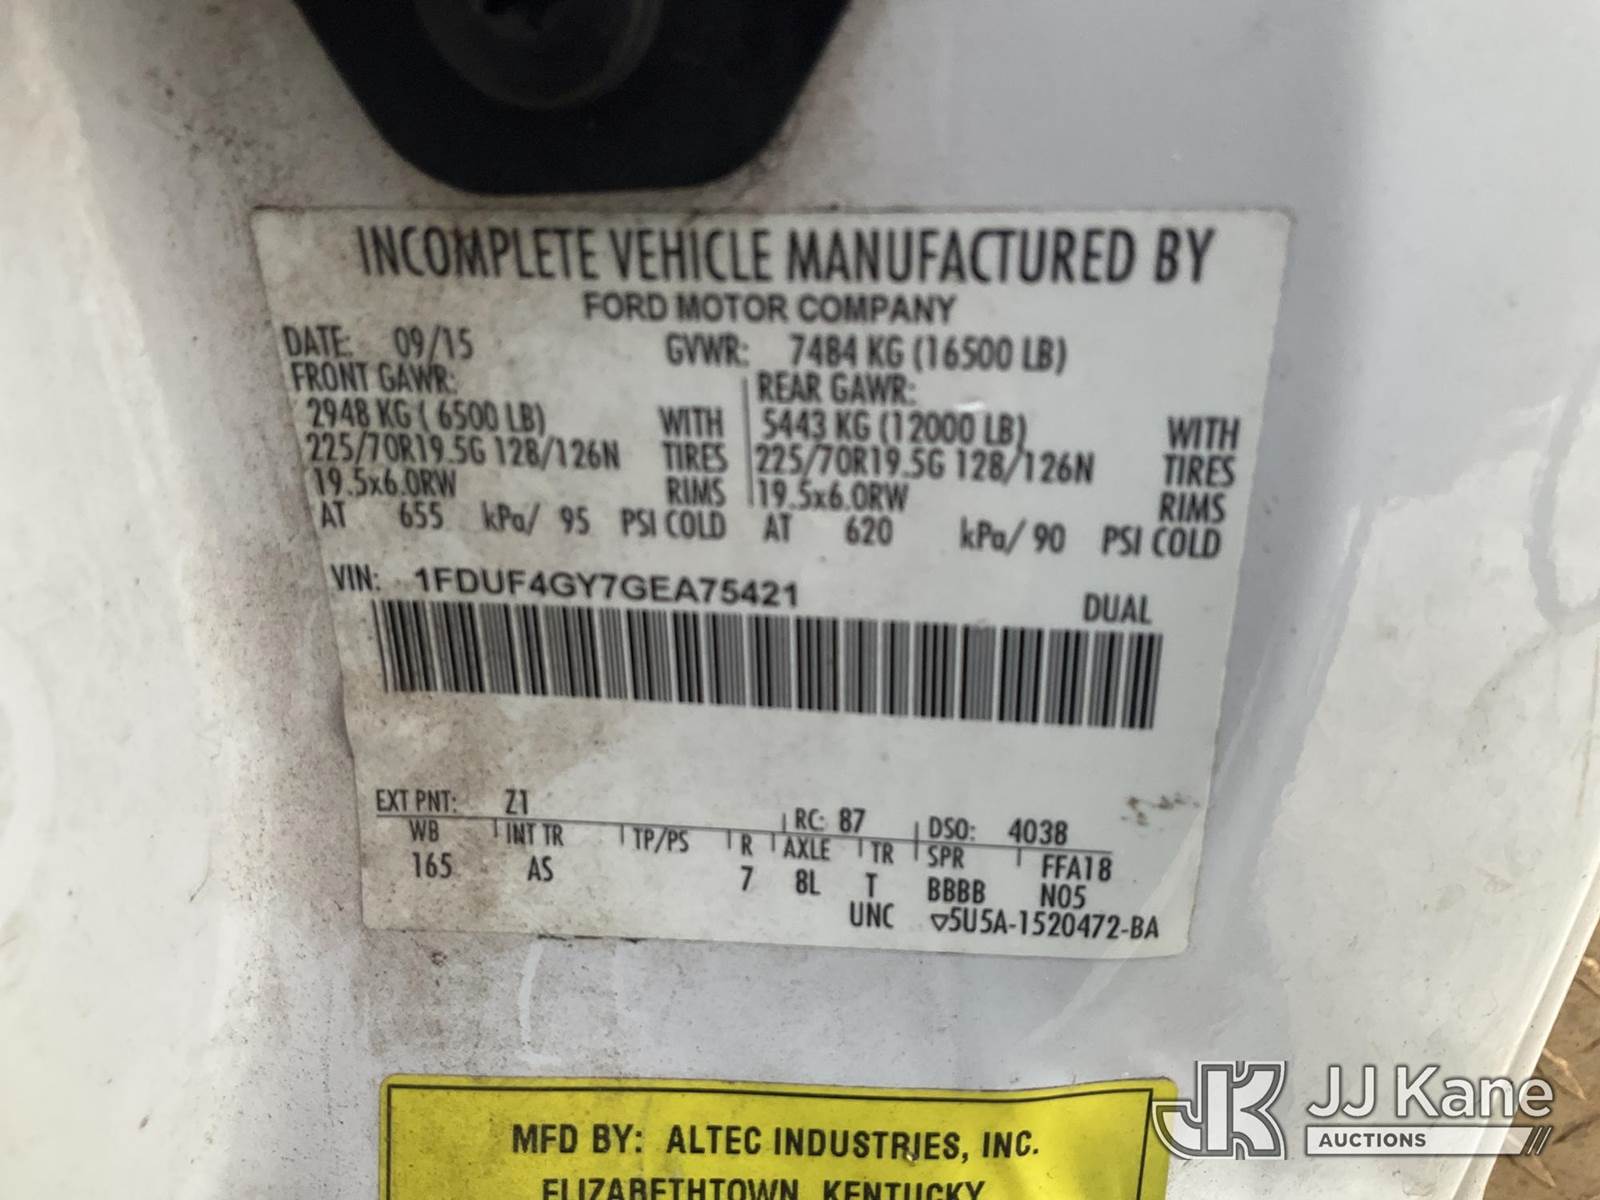 INCOMPLETE VEHICLE MANUFACTURED BY
FORD MOTOR COMPANY
DATE: 09/15 GVWR: 7484 KG (16500 LB)
FRONT GAWR: REAR GAWR:
2948 KG ( 6500 LB) WITH 5443 KG (12000 LB) WITH
225/70R19.5G 128/126N TIRES 225/70R19.5G 128/126N TIRES
19.5x6.0RW RIMS 19.5x6.0RW RIMS
AT 655 kPa/ 95 PSI COLD AT 620 kPa/ 90 PSI COLD
VIN: 1FDUF4GY7GEA75421 DUAL
EXT PNT: Z1 RC: 87 DSO: 4038
WB INT TR TP/PS R AXLE TR SPR FFA18
165 AS 7 8L T BBBB N05
UNC ▽5U5A-1520472-BA
MFD BY: ALTEC INDUSTRIES, INC.
ELIZABETHTOWN, KENTUCKY
JK JJ Kane
AUCTIONS